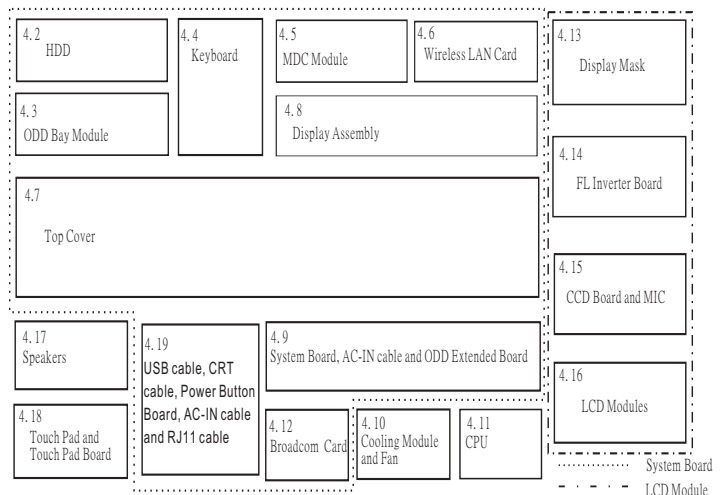 4.2
HDD
4.4
Keyboard
4.5
MDC Module
4.6
Wireless LAN Card
4.13
Display Mask
4.3
ODD Bay Module
4.8
Display Assembly
4.14
FL Inverter Board
4.7
Top Cover
4.15
CCD Board and MIC
4.17
Speakers
4.19
USB cable, CRT
cable, Power Button
Board, AC-IN cable
and RJ11 cable
4.9
System Board, AC-IN cable and ODD Extended Board
4.16
LCD Modules
4.18
Touch Pad and
Touch Pad Board
4.12
Broadcom Card
4.10
Cooling Module
and Fan
4.11
CPU
System Board
LCD Module